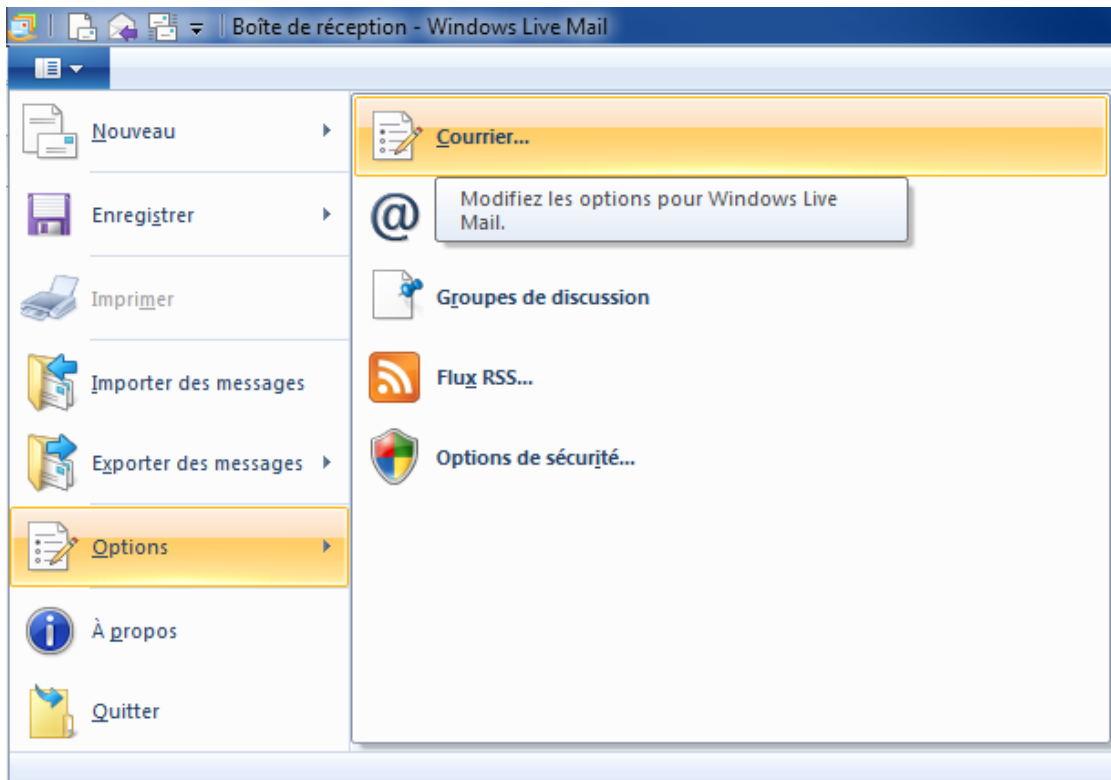 Boîte de réception - Windows Live Mail
Nouveau
Enregistrer
Imprimer
Importer des messages
Exporter des messages
Options
À propos
Quitter
Courrier...
Modifiez les options pour Windows Live
Mail.
@
Groupes de discussion
Flux RSS...
Options de sécurité...